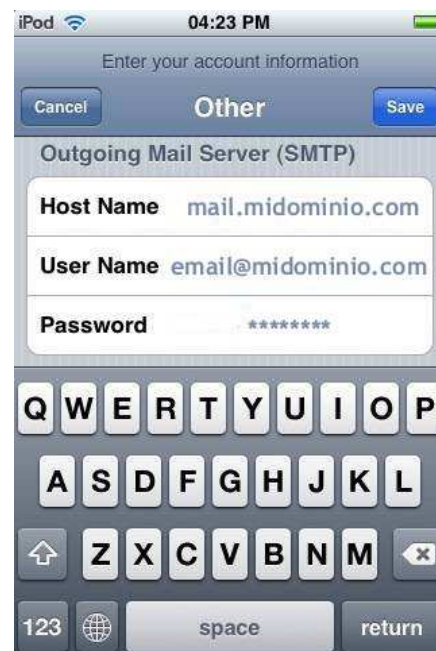 iPod 04:23 PM
Enter your account information
Cancel Other Save
Outgoing Mail Server (SMTP)
Host Name mail.midominio.com
User Name email@midominio.com
Password ********
Q W E R T Y U I O P
A S D F G H J K L
Z X C V B N M
123 space return